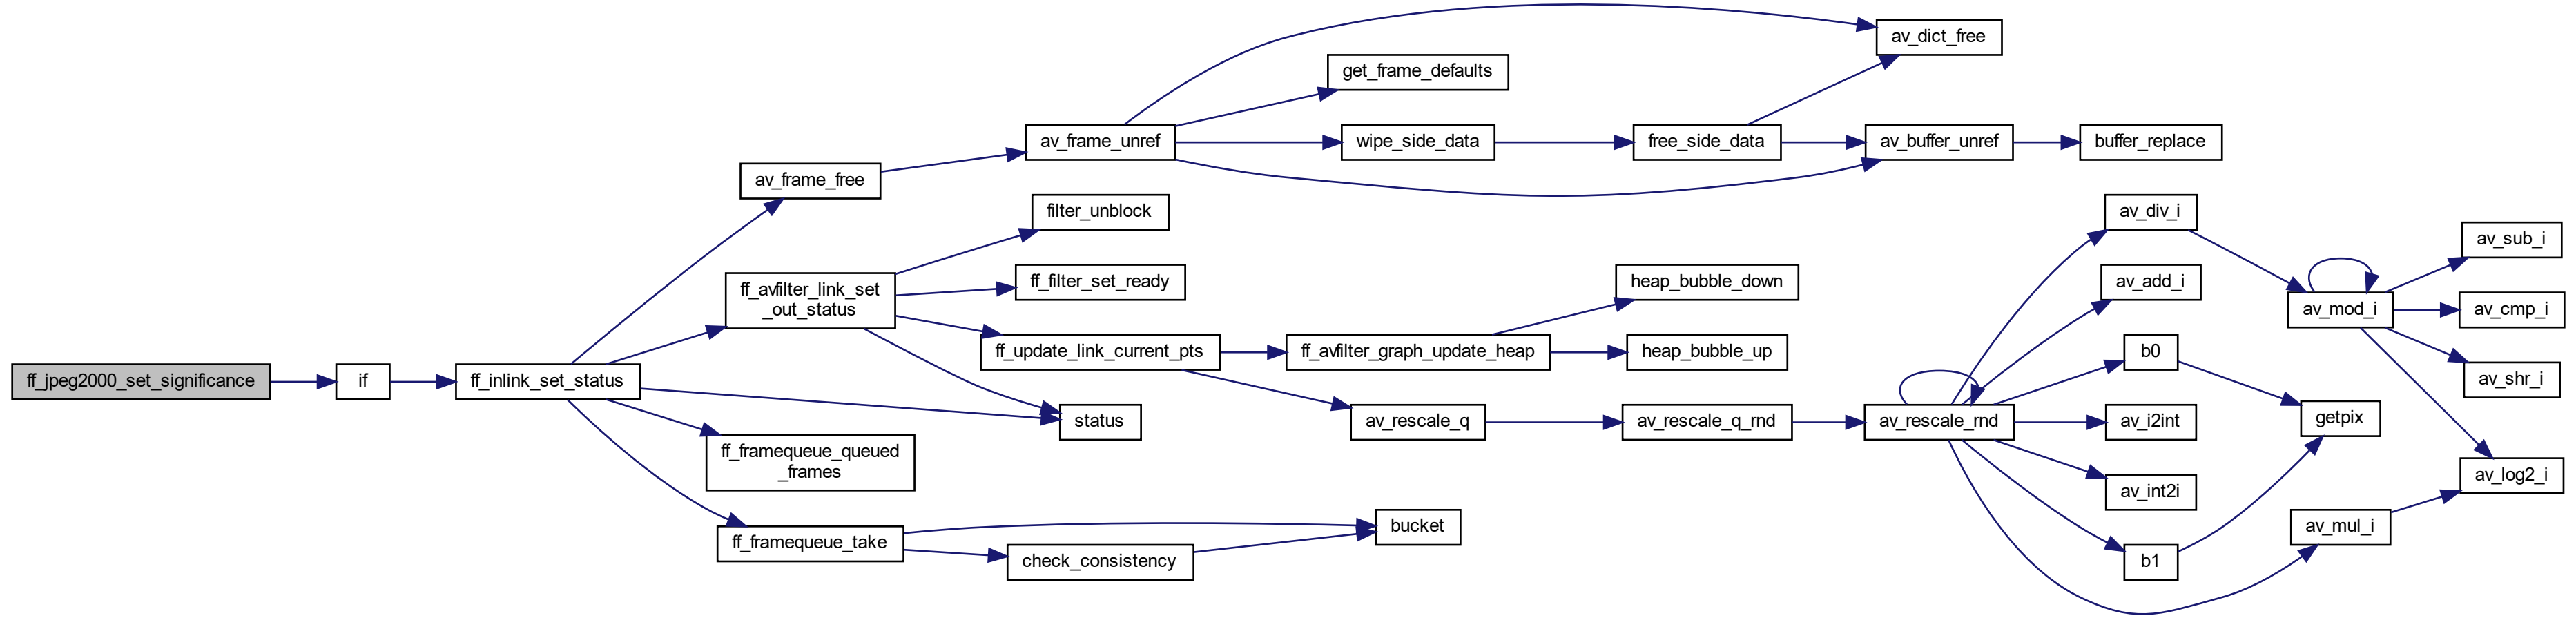 ff_jpeg2000_set_significance
if
ff_inlink_set_status
av_frame_free
ff_avfilter_link_set
_out_status
ff_framequeue_queued
_frames
ff_framequeue_take
av_frame_unref
filter_unblock
ff_filter_set_ready
ff_update_link_current_pts
status
check_consistency
get_frame_defaults
wipe_side_data
ff_avfilter_graph_update_heap
av_rescale_q
bucket
free_side_data
heap_bubble_down
heap_bubble_up
av_rescale_q_rnd
av_dict_free
av_buffer_unref
av_rescale_rnd
buffer_replace
av_div_i
av_add_i
b0
av_i2int
av_int2i
b1
av_mod_i
getpix
av_mul_i
av_sub_i
av_cmp_i
av_shr_i
av_log2_i